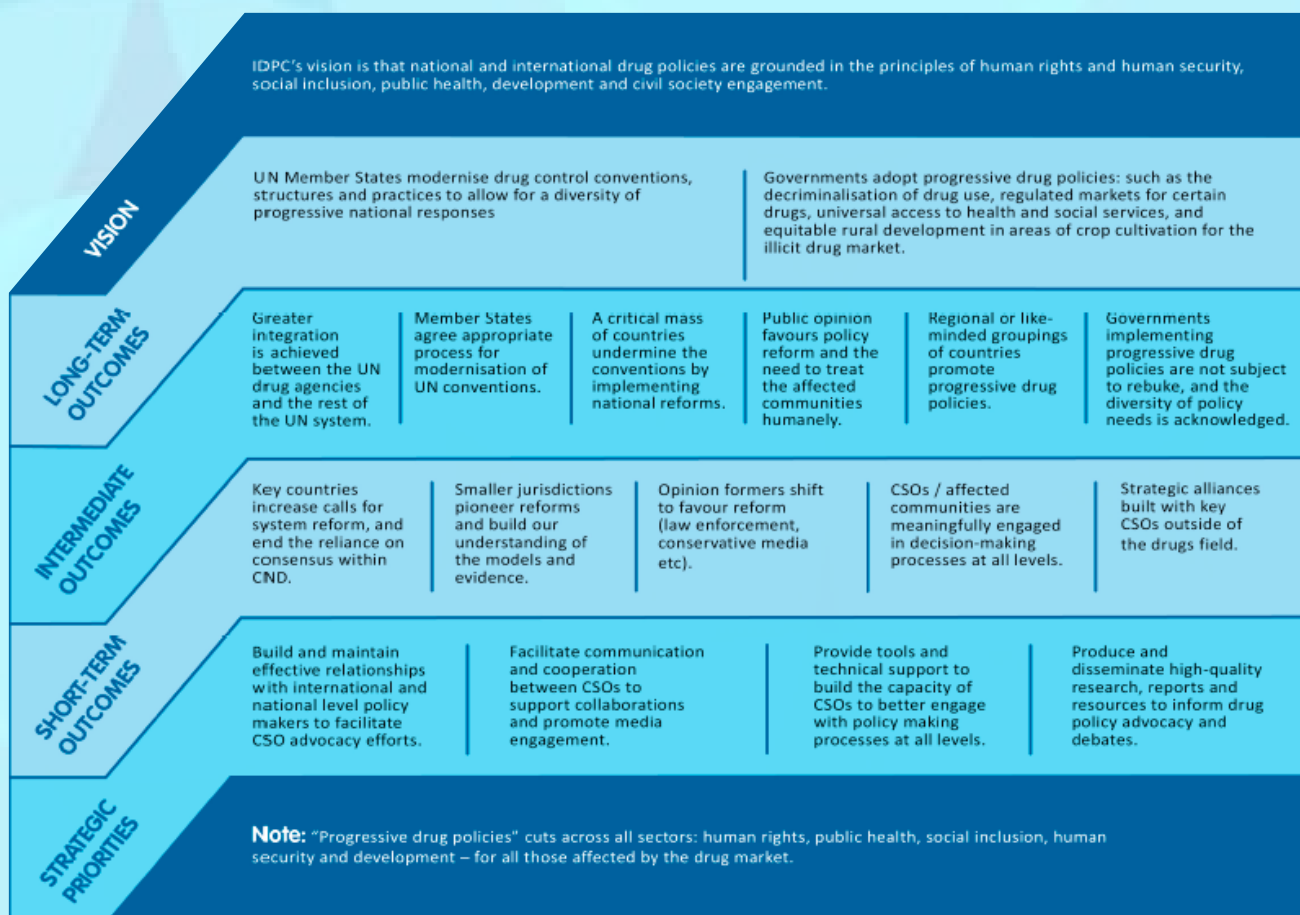 IDPC’s vision is that national and international drug policies are grounded in the principles of human rights and human security,
social inclusion, public health, development and civil society engagement.
VISION
UN Member States modernise drug control conventions,
structures and practices to allow for a diversity of
progressive national responses
Governments adopt progressive drug policies: such as the
decriminalisation of drug use, regulated markets for certain
drugs, universal access to health and social services, and
equitable rural development in areas of crop cultivation for the
illicit drug market.
LONG-TERM
OUTCOMES
Greater
integration
is achieved
between the UN
drug agencies
and the rest of
the UN system.
Member States
agree appropriate
process for
modernisation of
UN conventions.
A critical mass
of countries
undermine the
conventions by
implementing
national reforms.
Public opinion
favours policy
reform and the
need to treat
the affected
communities
humanely.
Regional or like-
minded groupings
of countries
promote
progressive drug
policies.
Governments
implementing
progressive drug
policies are not subject
to rebuke, and the
diversity of policy
needs is acknowledged.
INTERMEDIATE
OUTCOMES
Key countries
increase calls for
system reform, and
end the reliance on
consensus within
CND.
Smaller jurisdictions
pioneer reforms
and build our
understanding of
the models and
evidence.
Opinion formers shift
to favour reform
(law enforcement,
conservative media
etc).
CSOs / affected
communities are
meaningfully engaged
in decision-making
processes at all levels.
Strategic alliances
built with key
CSOs outside of
the drugs field.
SHORT-TERM
OUTCOMES
Build and maintain
effective relationships
with international and
national level policy
makers to facilitate
CSO advocacy efforts.
Facilitate communication
and cooperation
between CSOs to
support collaborations
and promote media
engagement.
Provide tools and
technical support to
build the capacity of
CSOs to better engage
with policy making
processes at all levels.
Produce and
disseminate high-quality
research, reports and
resources to inform drug
policy advocacy and
debates.
STRATEGIC
PRIORITIES
Note: “Progressive drug policies” cuts across all sectors: human rights, public health, social inclusion, human
security and development – for all those affected by the drug market.